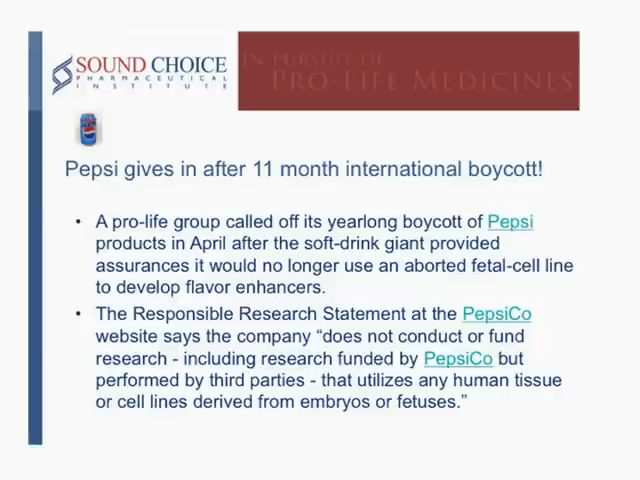 SOUND CHOICE
PHARMACEUTICAL
INSTITUTE
IN PURSUIT OF
PRO-LIFE MEDICINES
Pepsi gives in after 11 month international boycott!
• A pro-life group called off its yearlong boycott of Pepsi
products in April after the soft-drink giant provided
assurances it would no longer use an aborted fetal-cell line
to develop flavor enhancers.
• The Responsible Research Statement at the PepsiCo
website says the company “does not conduct or fund
research - including research funded by PepsiCo but
performed by third parties - that utilizes any human tissue
or cell lines derived from embryos or fetuses.”